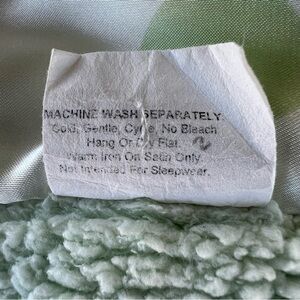 MACHINE WASH SEPARATELY
Cold, Gentle, Cycle, No Bleach
Hang Or Dry Flat.
Warm Iron On Satin Only
Not Intended For Sleepwear.